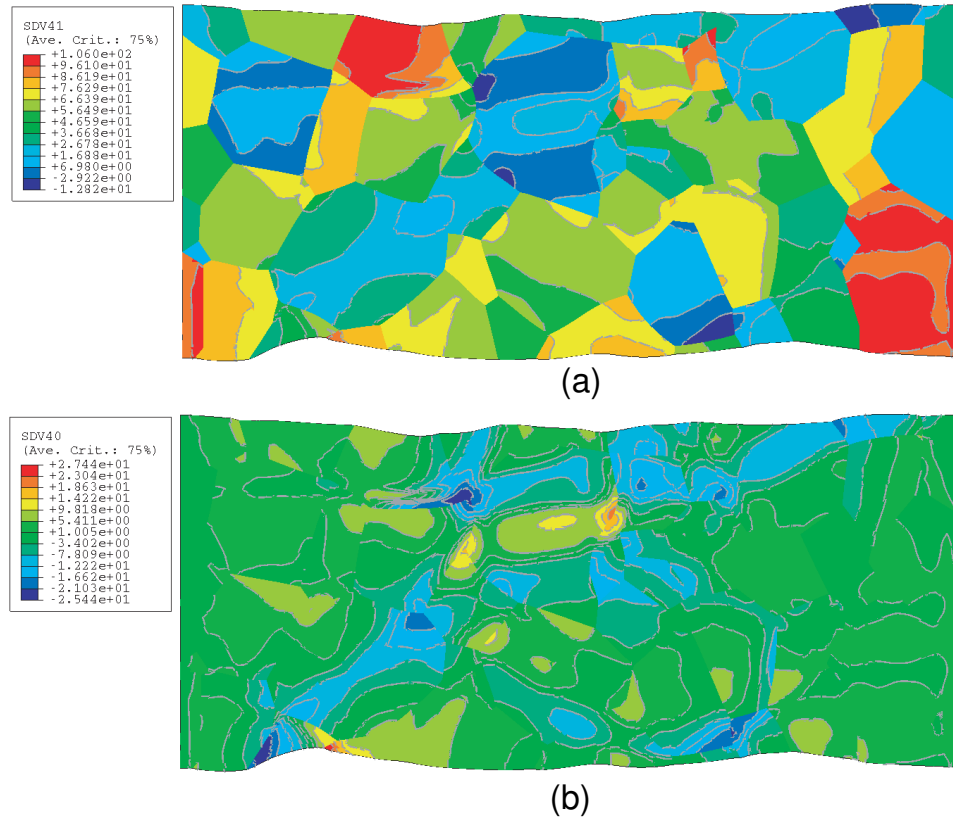 SDV41
(Ave. Crit.: 75%)
+1.060e+02
+9.610e+01
+8.619e+01
+7.629e+01
+6.639e+01
+5.649e+01
+4.659e+01
+3.668e+01
+2.678e+01
+1.688e+01
+6.980e+00
-2.922e+00
-1.282e+01
(a)
SDV40
(Ave. Crit.: 75%)
+2.744e+01
+2.304e+01
+1.863e+01
+1.422e+01
+9.818e+00
+5.411e+00
+1.005e+00
-3.402e+00
-7.809e+00
-1.222e+01
-1.662e+01
-2.103e+01
-2.544e+01
(b)